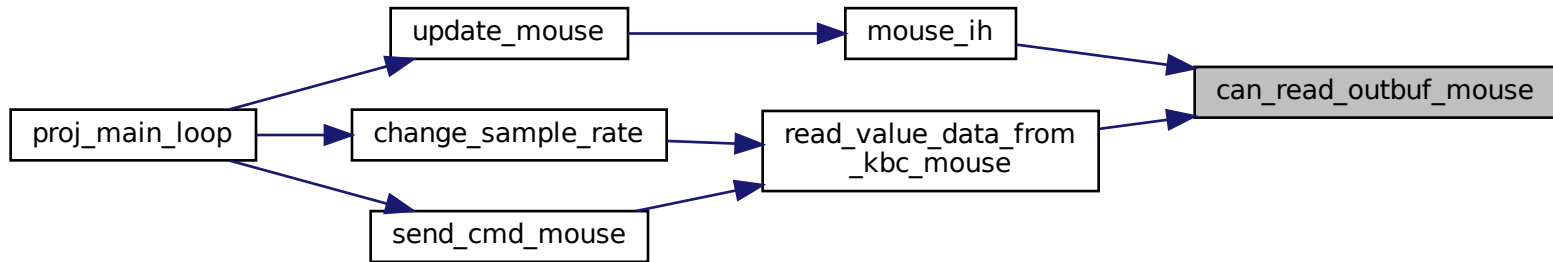 update_mouse
mouse_ih
can_read_outbuf_mouse
proj_main_loop
change_sample_rate
read_value_data_from
_kbc_mouse
send_cmd_mouse